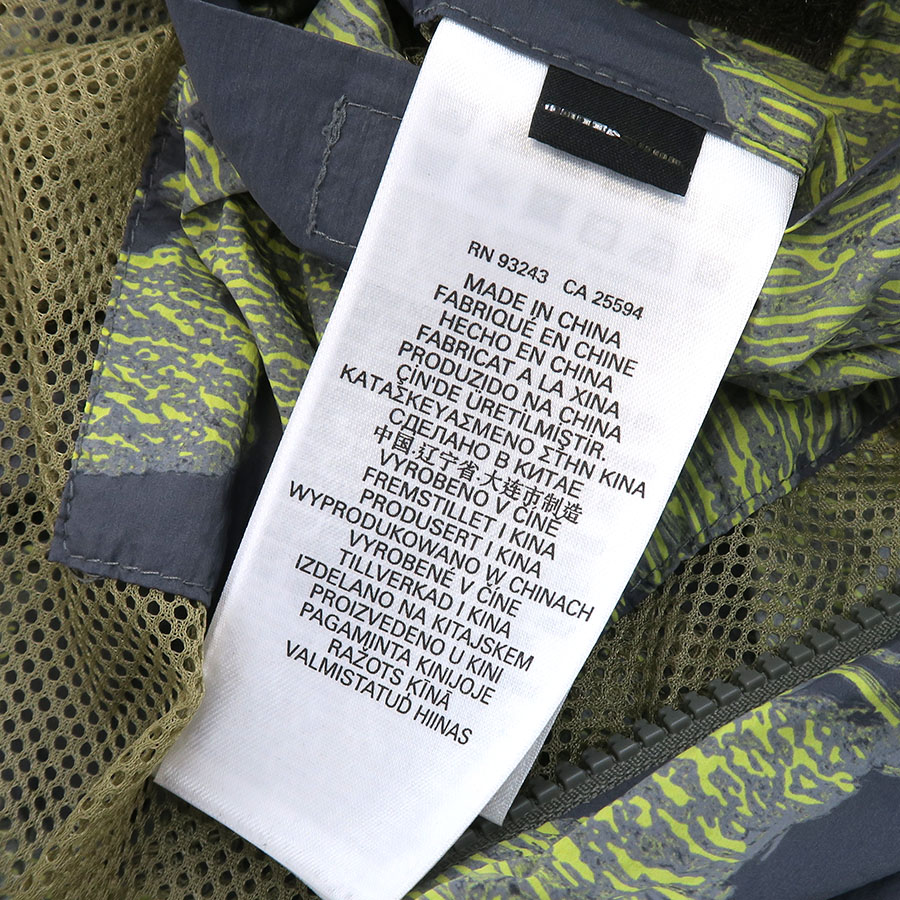 RN 93243 CA 25594
MADE IN CHINA
FABRIQUÉ EN CHINE
HECHO EN CHINA
FABRICAT A LA XINA
PRODUZIDO NA CHINA
ÇİN'DE ÜRETİLMİŞTİR.
ΚΑΤΑΣΚΕΥΑΣΜΕΝΟ ΣΤΗΝ ΚΙΝΑ
СДЕЛАНО В КИТАЕ
中国·辽宁省·大连市制造
VYROBENO V ČÍNĚ
FREMSTILLET I KINA
PRODUSERT I KINA
WYPRODUKOWANO W CHINACH
VYROBENÉ V ČÍNE
TILLVERKAD I KINA
IZDELANO NA KITAJSKEM
PROIZVEDENO U KINI
PAGAMINTA KINIJOJE
RAŽOTS ĶĪNĀ
VALMISTATUD HIINAS